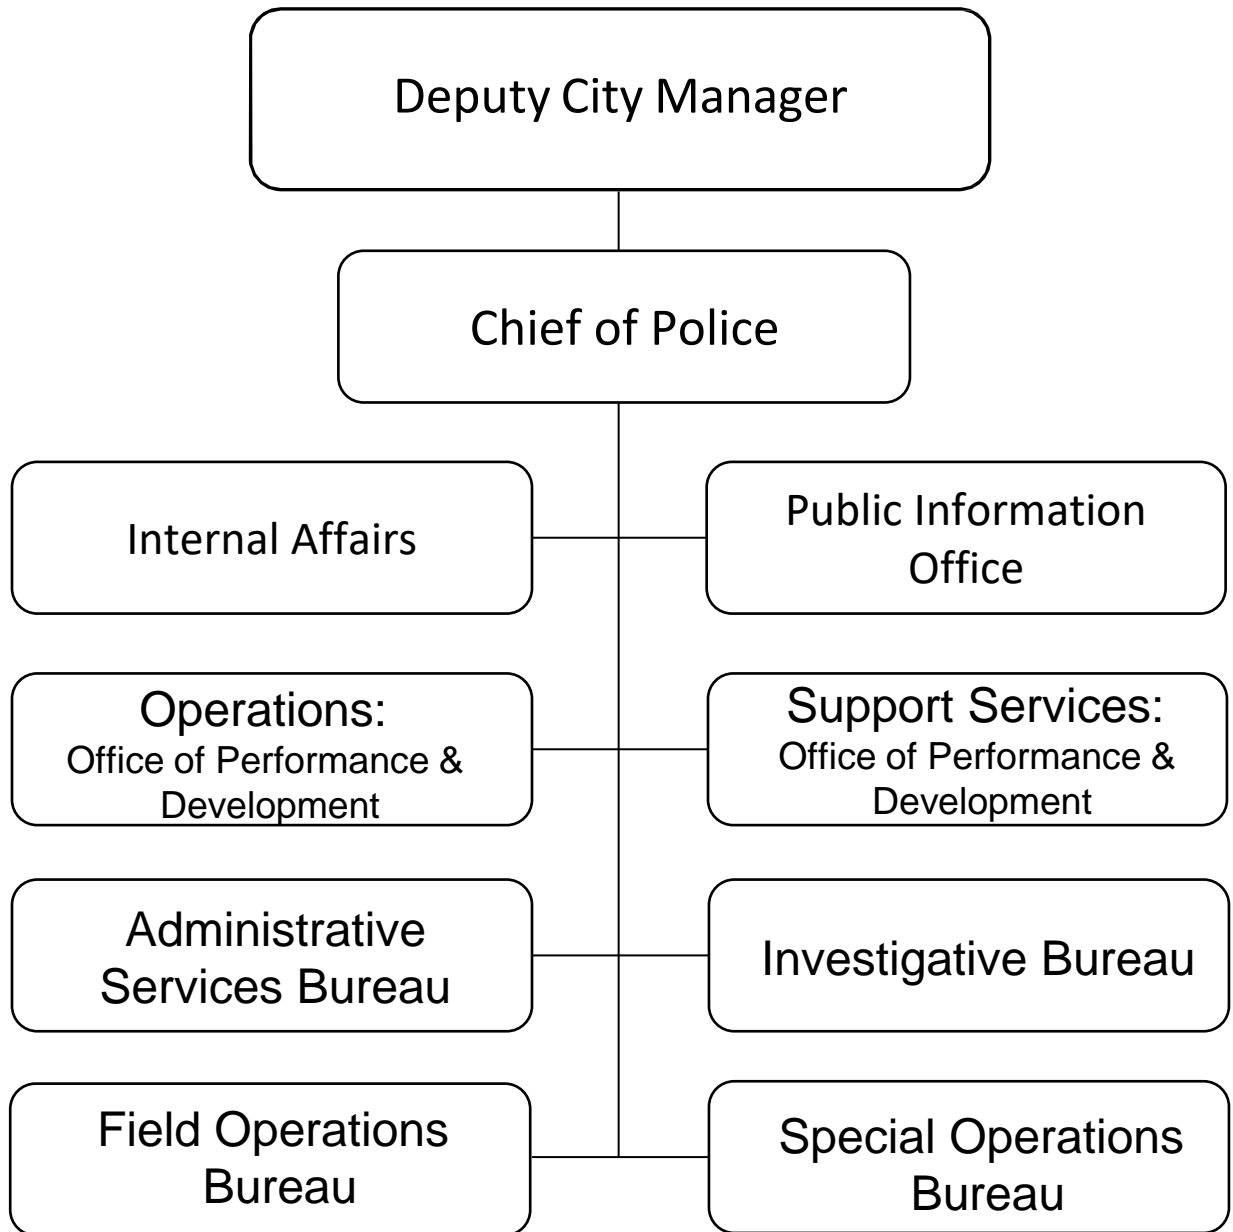 Deputy City Manager
Chief of Police
Internal Affairs
Public Information
Office
Operations:
Office of Performance &
Development
Support Services:
Office of Performance &
Development
Administrative
Services Bureau
Investigative Bureau
Field Operations
Bureau
Special Operations
Bureau